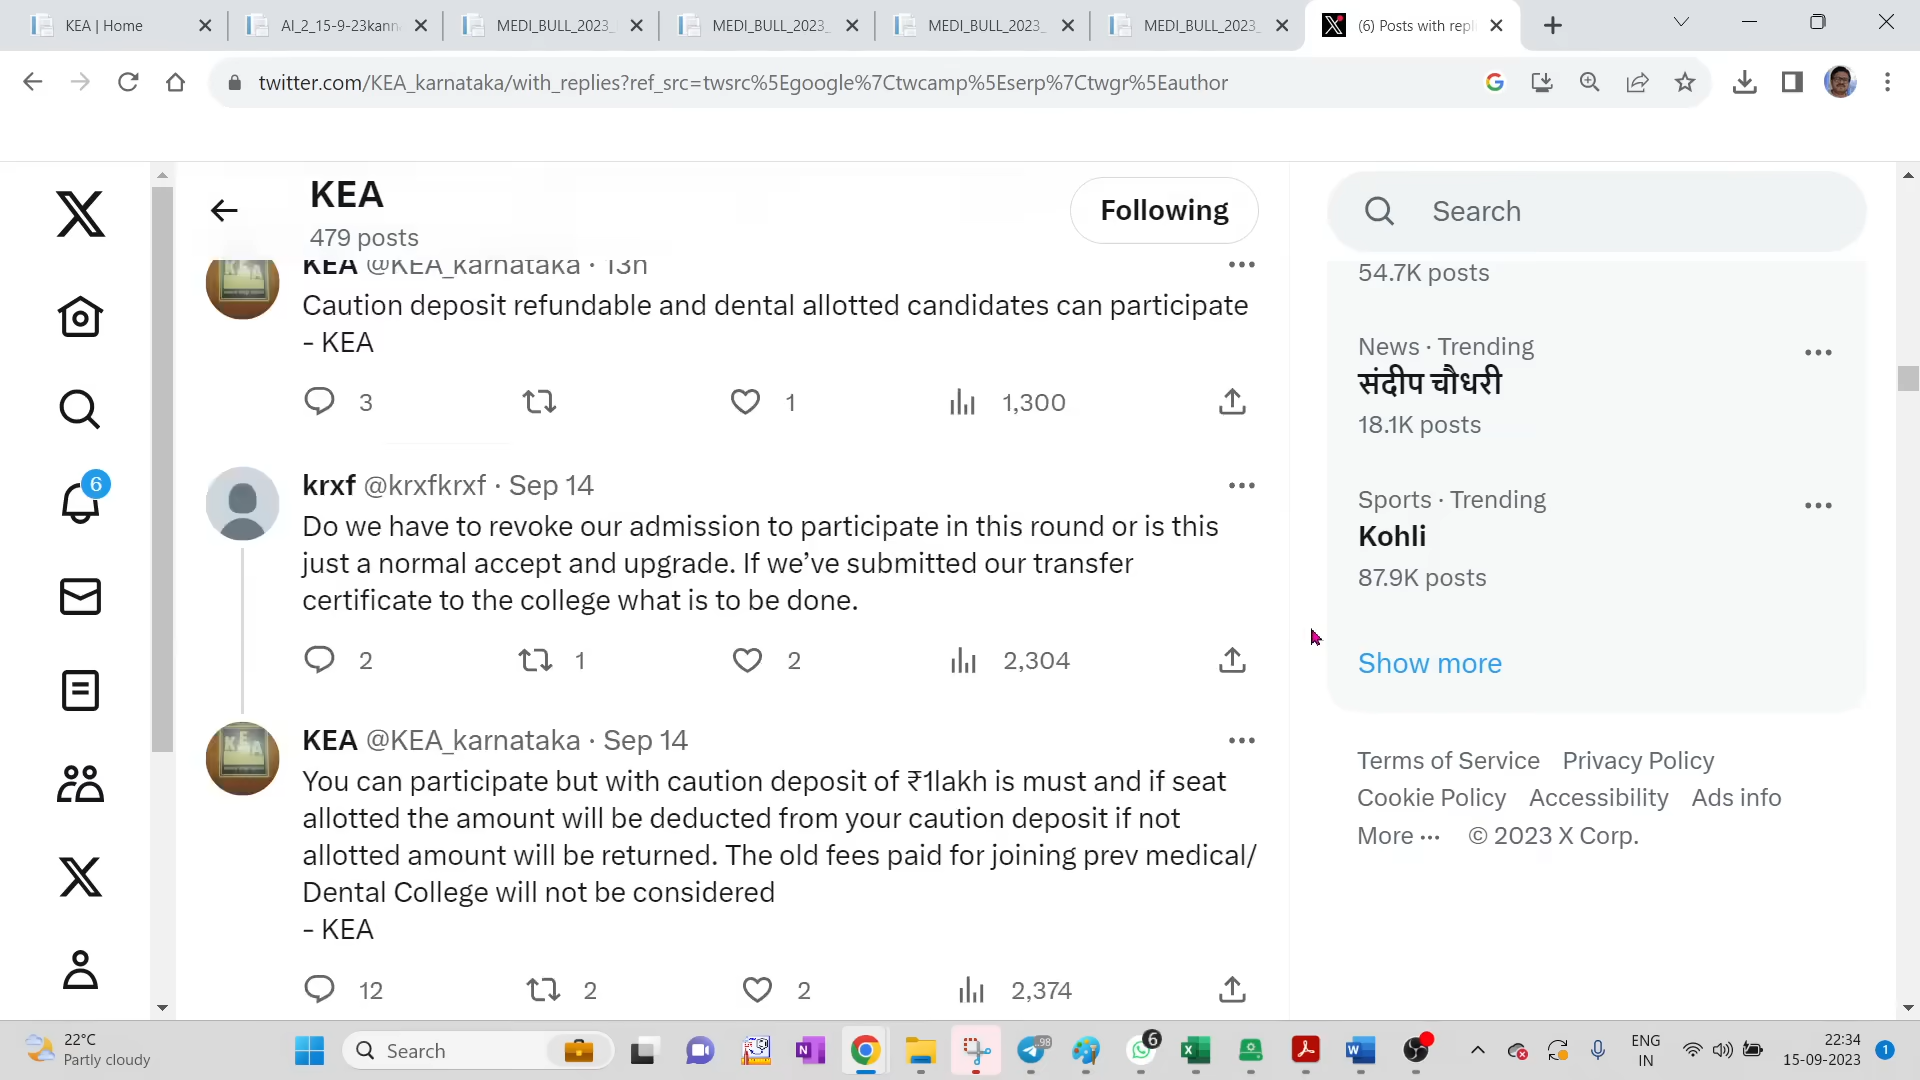 KEA | Home
AI_2_15-9-23kann
MEDI_BULL_2023_
MEDI_BULL_2023_
MEDI_BULL_2023_
MEDI_BULL_2023_
(6) Posts with repl
twitter.com/KEA_karnataka/with_replies?ref_src=twsrc%5Egoogle%7Ctwcamp%5Eserp%7Ctwgr%5Eauthor
KEA
479 posts
Following
Search
KEA @KEA_karnataka · 13h
Caution deposit refundable and dental allotted candidates can participate
- KEA
3
1
1,300
krxf @krxfkrxf · Sep 14
Do we have to revoke our admission to participate in this round or is this
just a normal accept and upgrade. If we’ve submitted our transfer
certificate to the college what is to be done.
2
1
2
2,304
KEA @KEA_karnataka · Sep 14
You can participate but with caution deposit of ₹1lakh is must and if seat
allotted the amount will be deducted from your caution deposit if not
allotted amount will be returned. The old fees paid for joining prev medical/
Dental College will not be considered
- KEA
12
2
2
2,374
54.7K posts
News · Trending
संदीप चौधरी
18.1K posts
Sports · Trending
Kohli
87.9K posts
Show more
Terms of Service Privacy Policy
Cookie Policy Accessibility Ads info
More ··· © 2023 X Corp.
6
22°C
Partly cloudy
Search
98
6
ENG
IN
22:34
15-09-2023
1